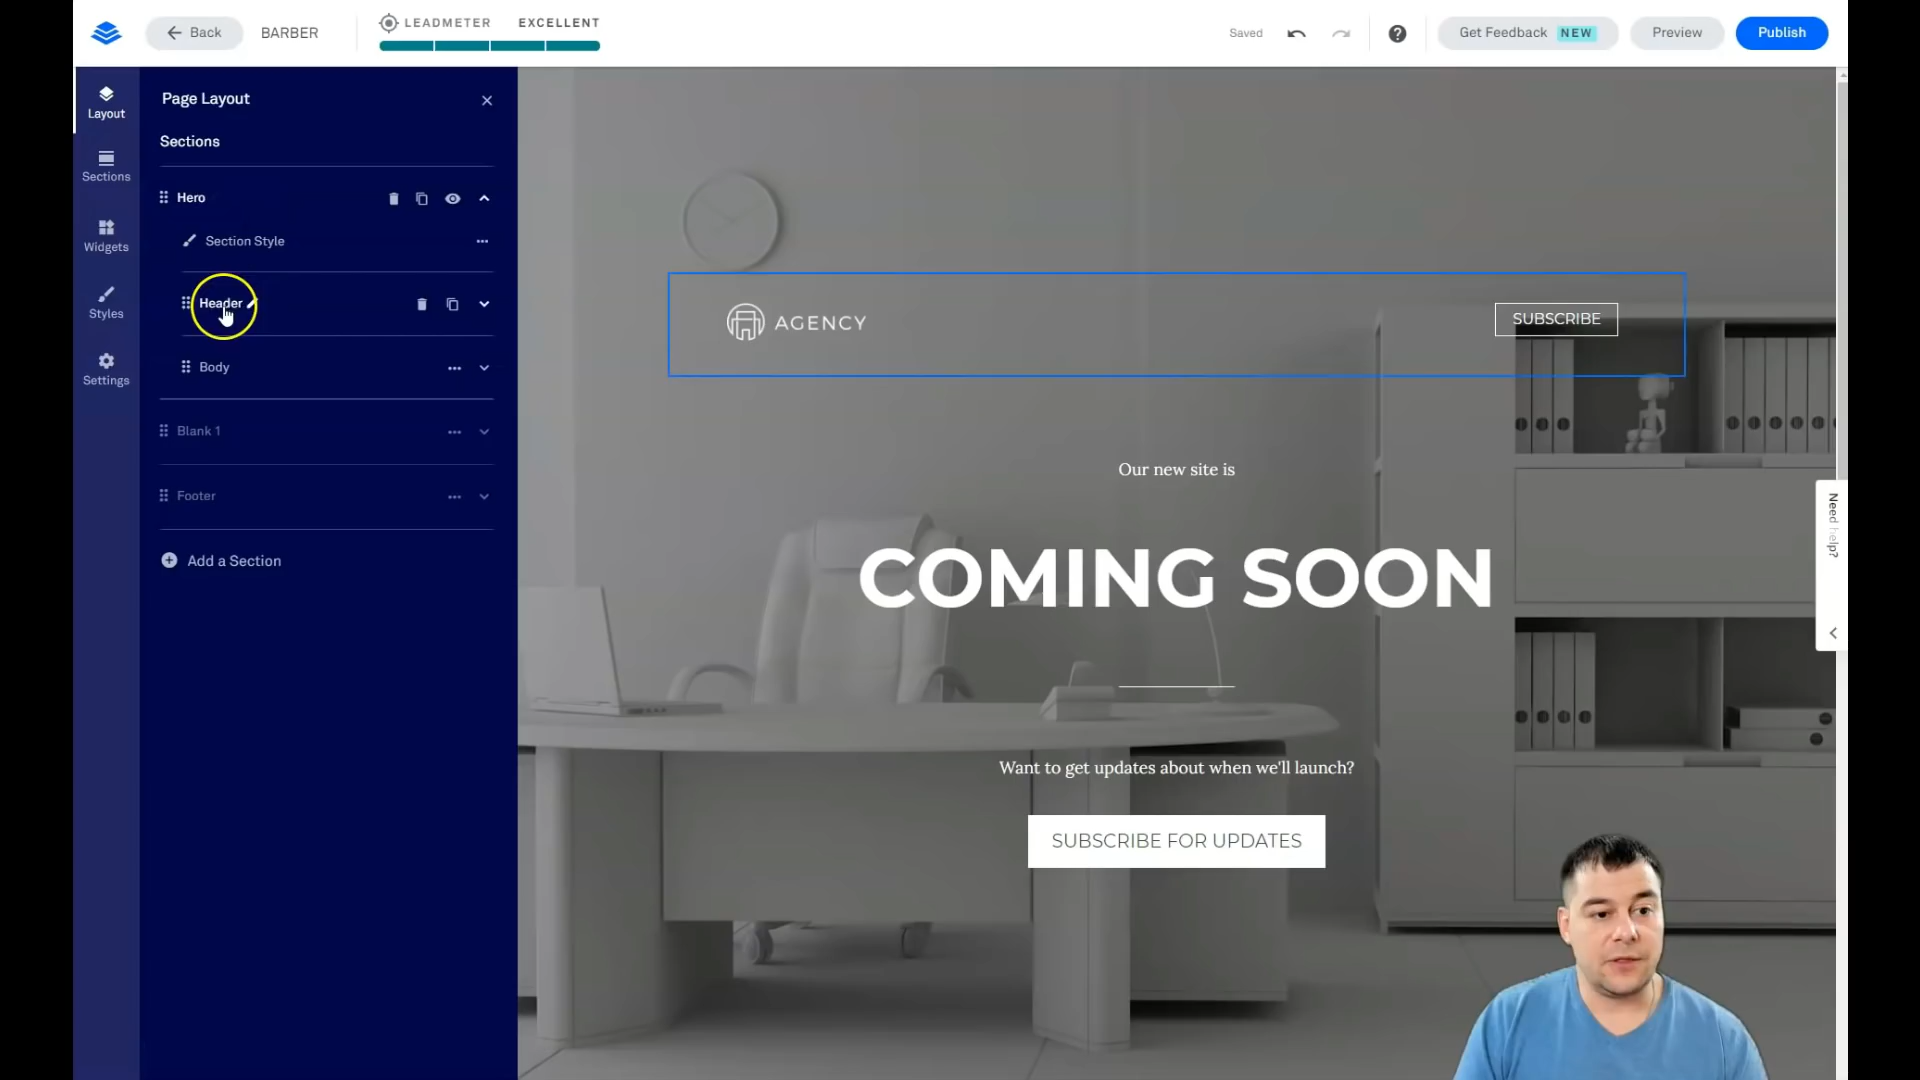 Back
BARBER
LEADMETER EXCELLENT
Saved
Get Feedback NEW
Preview
Publish
Layout
Sections
Widgets
Styles
Settings
Page Layout
Sections
Hero
Section Style
Header
Body
Blank 1
Footer
Add a Section
AGENCY
SUBSCRIBE
Our new site is
COMING SOON
Want to get updates about when we'll launch?
SUBSCRIBE FOR UPDATES
Need help?